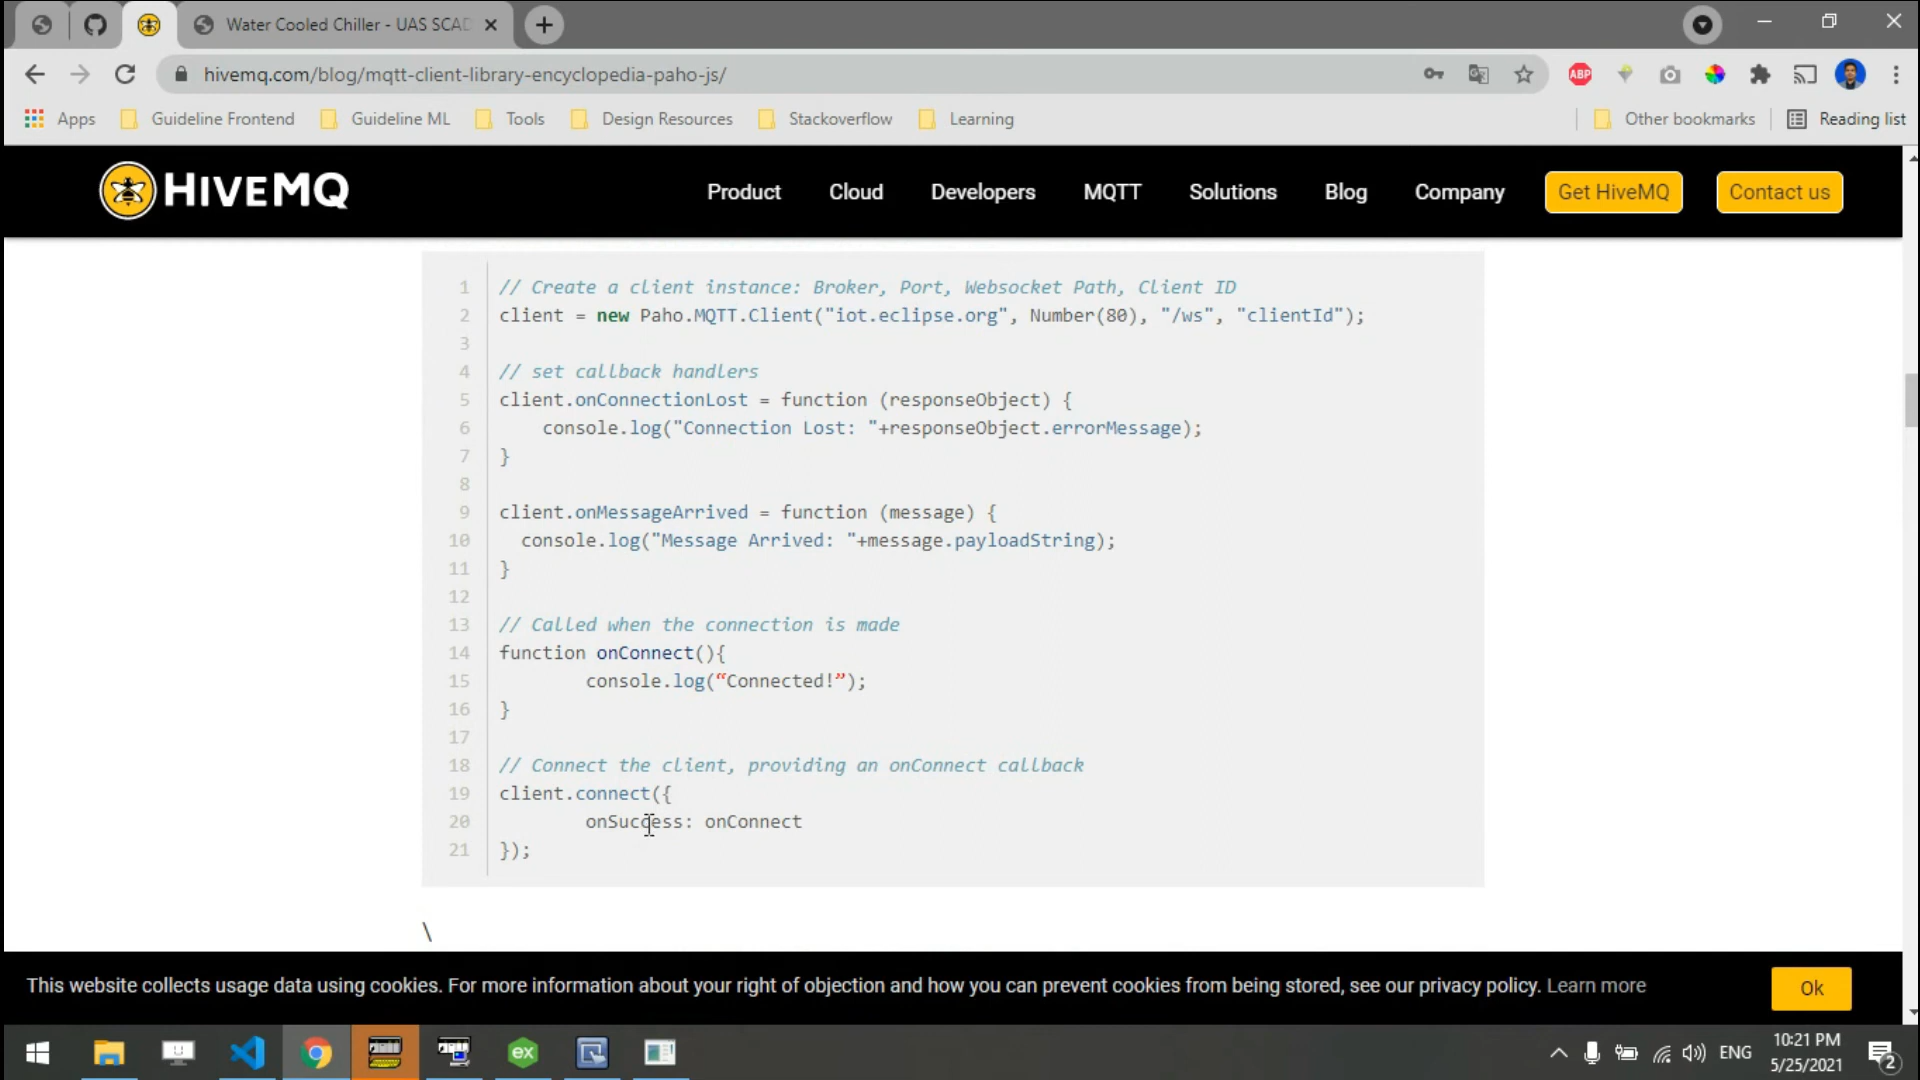 Water Cooled Chiller - UAS SCAD
hivemq.com/blog/mqtt-client-library-encyclopedia-paho-js/
ABP
Apps Guideline Frontend Guideline ML Tools Design Resources Stackoverflow Learning Other bookmarks Reading list
HIVEMQ Product Cloud Developers MQTT Solutions Blog Company Get HiveMQ Contact us
1 // Create a client instance: Broker, Port, Websocket Path, Client ID
2 client = new Paho.MQTT.Client("iot.eclipse.org", Number(80), "/ws", "clientId");
3
4 // set callback handlers
5 client.onConnectionLost = function (responseObject) {
6     console.log("Connection Lost: "+responseObject.errorMessage);
7 }
8
9 client.onMessageArrived = function (message) {
10   console.log("Message Arrived: "+message.payloadString);
11 }
12
13 // Called when the connection is made
14 function onConnect(){
15         console.log(“Connected!”);
16 }
17
18 // Connect the client, providing an onConnect callback
19 client.connect({
20         onSuccess: onConnect
21 });
\
This website collects usage data using cookies. For more information about your right of objection and how you can prevent cookies from being stored, see our privacy policy. Learn more Ok
ex
ENG
10:21 PM
5/25/2021
2